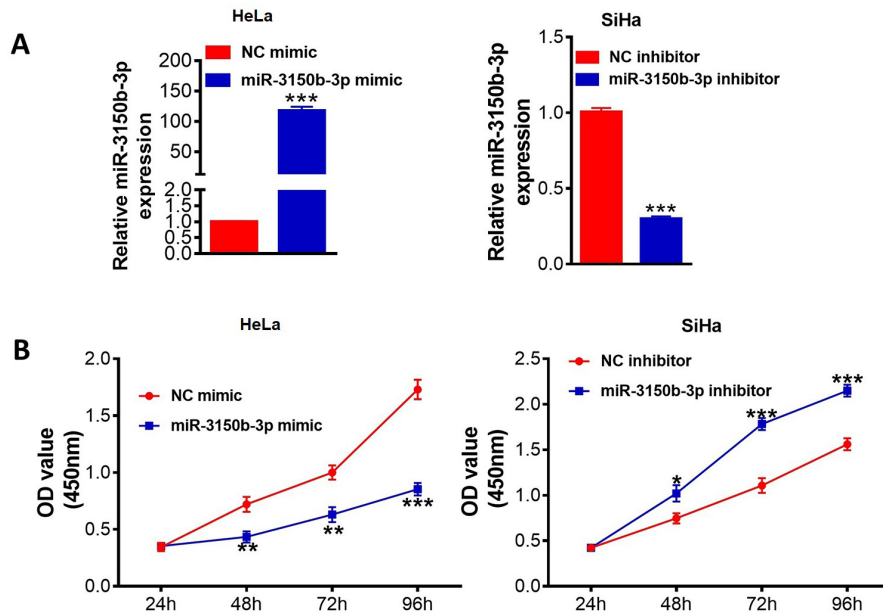 A
HeLa
NC mimic
miR-3150b-3p mimic
Relative miR-3150b-3p
expression
200
150
100
50
2.0
1.5
1.0
0.5
0.0
***
SiHa
NC inhibitor
miR-3150b-3p inhibitor
Relative miR-3150b-3p
expression
1.5
1.0
0.5
0.0
***
B
HeLa
NC mimic
miR-3150b-3p mimic
OD value
(450nm)
2.0
1.5
1.0
0.5
0.0
**
**
***
24h 48h 72h 96h
SiHa
NC inhibitor
miR-3150b-3p inhibitor
OD value
(450nm)
2.5
2.0
1.5
1.0
0.5
0.0
*
***
***
24h 48h 72h 96h